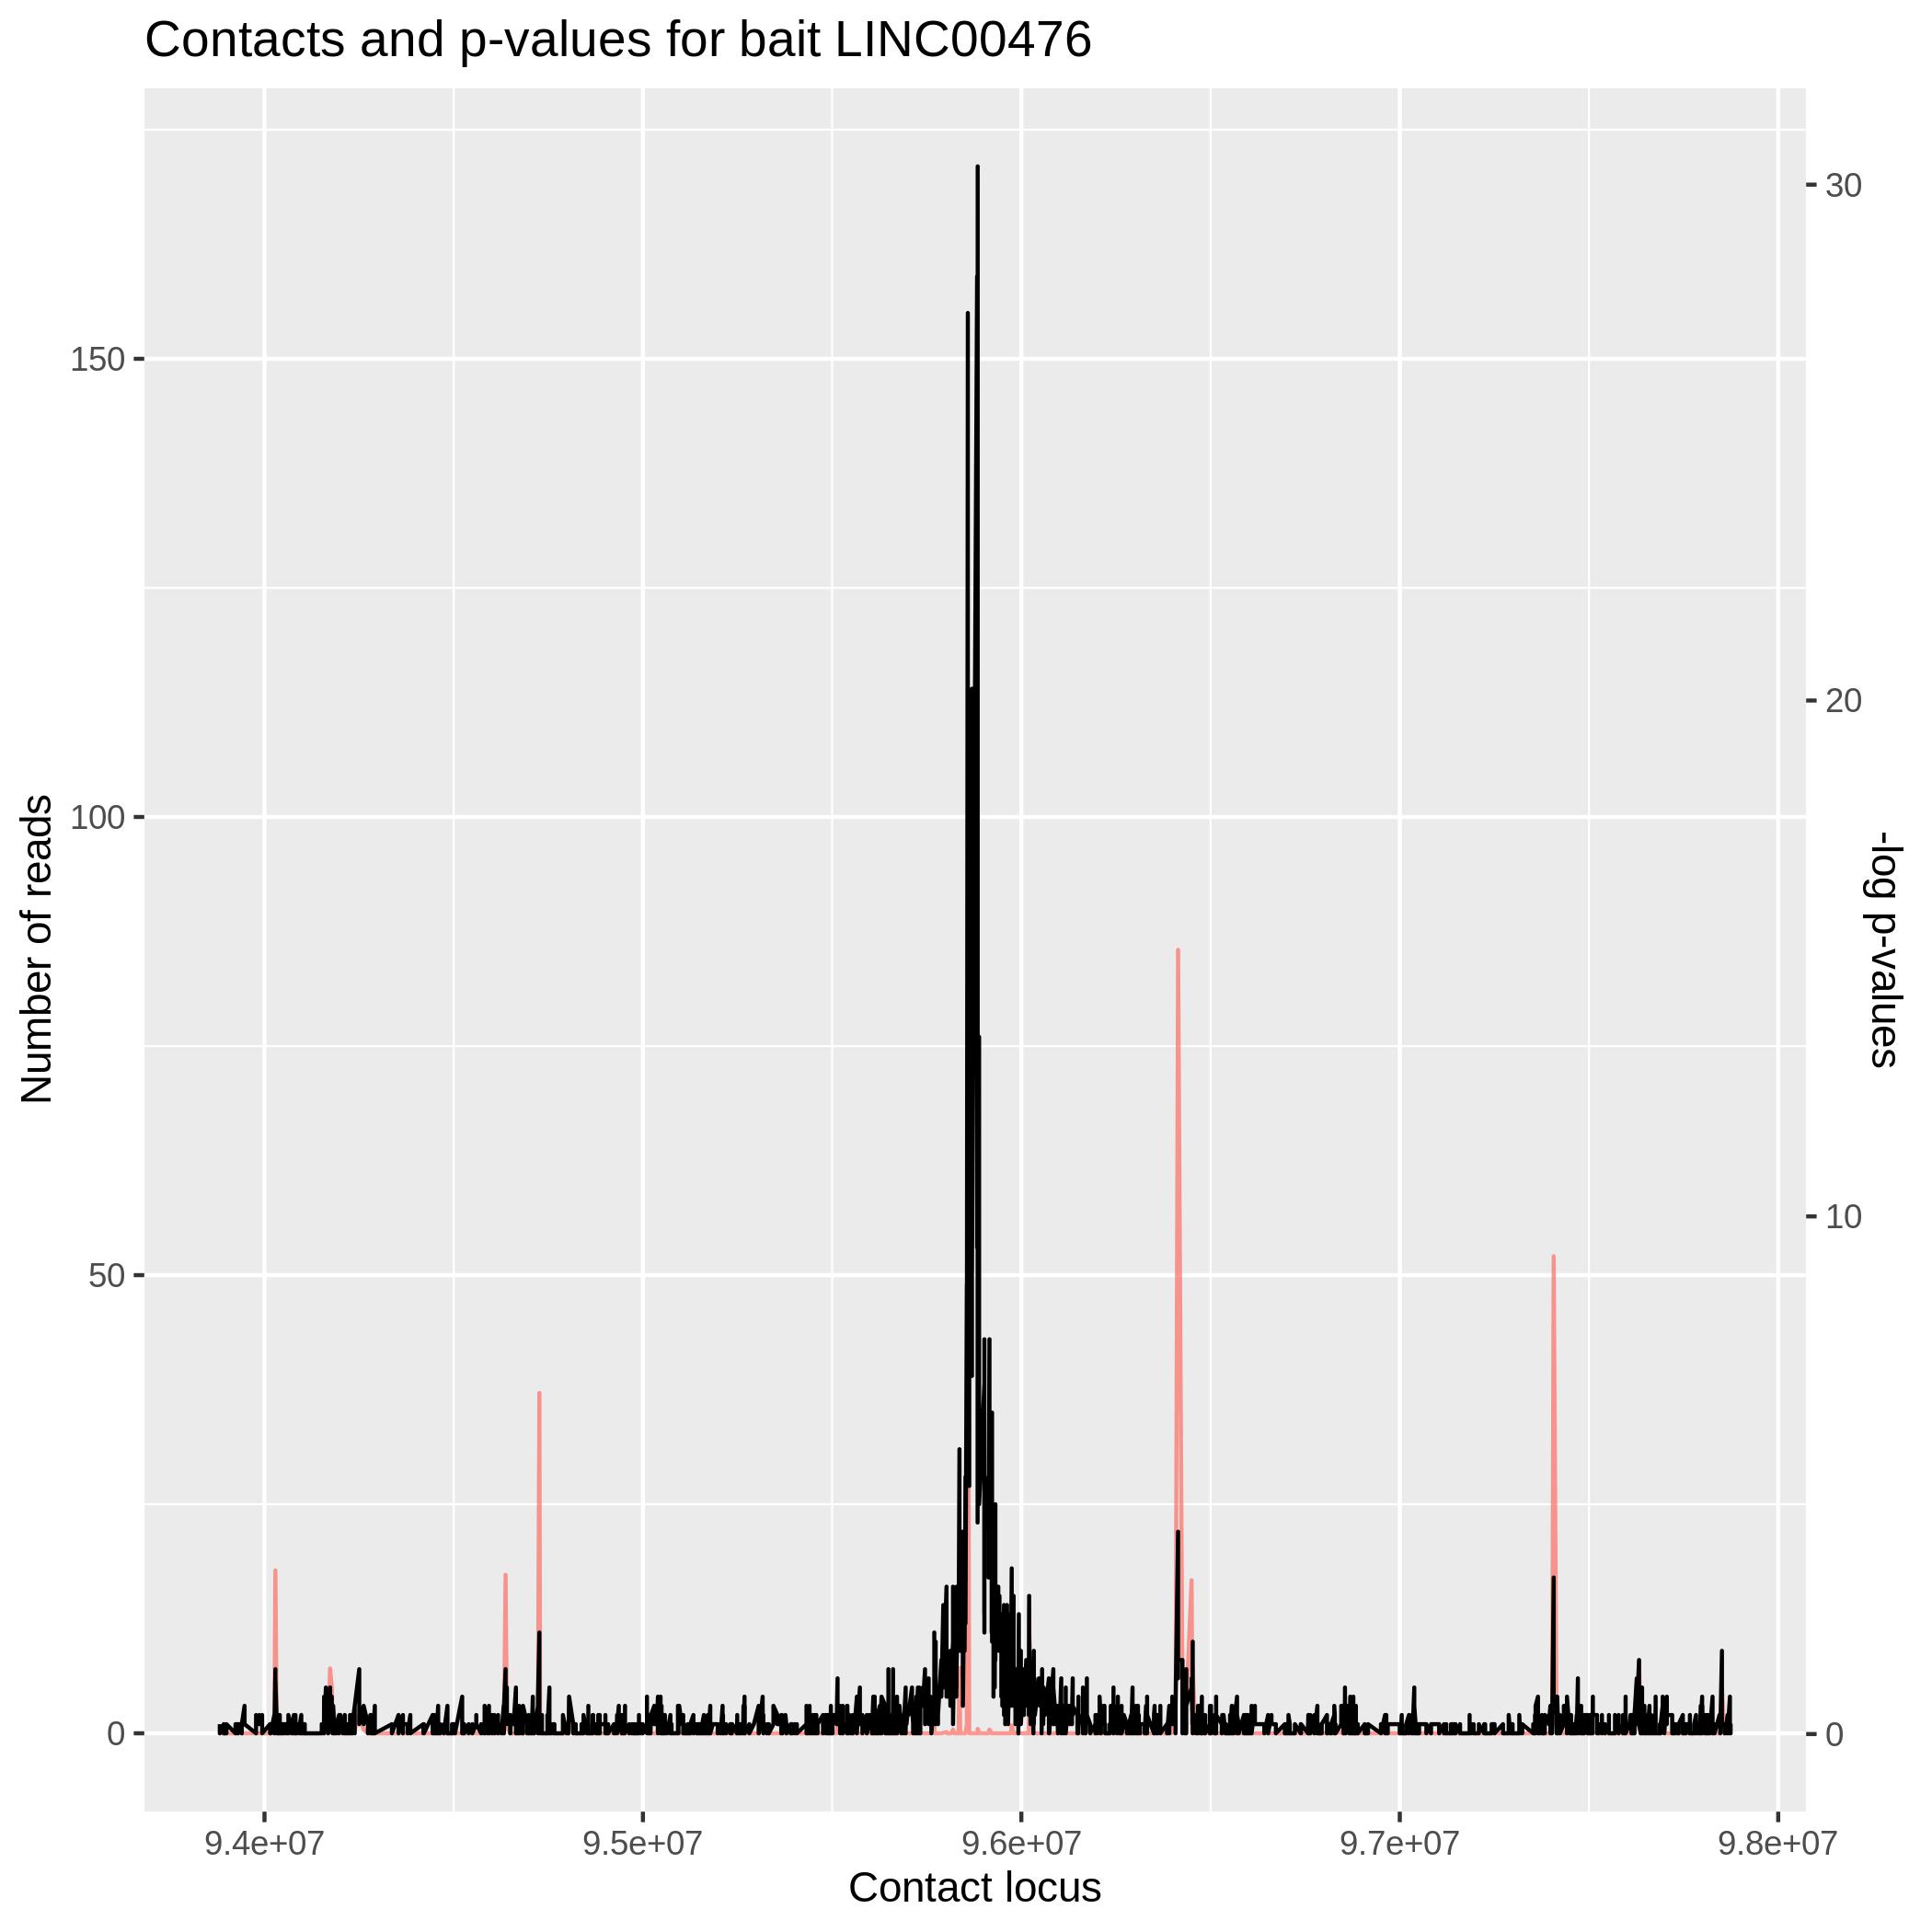 Contacts and p-values for bait LINC00476
Number of reads
150
100
50
0
30
20
10
0
-log p-values
9.4e+07 9.5e+07 9.6e+07 9.7e+07 9.8e+07
Contact locus